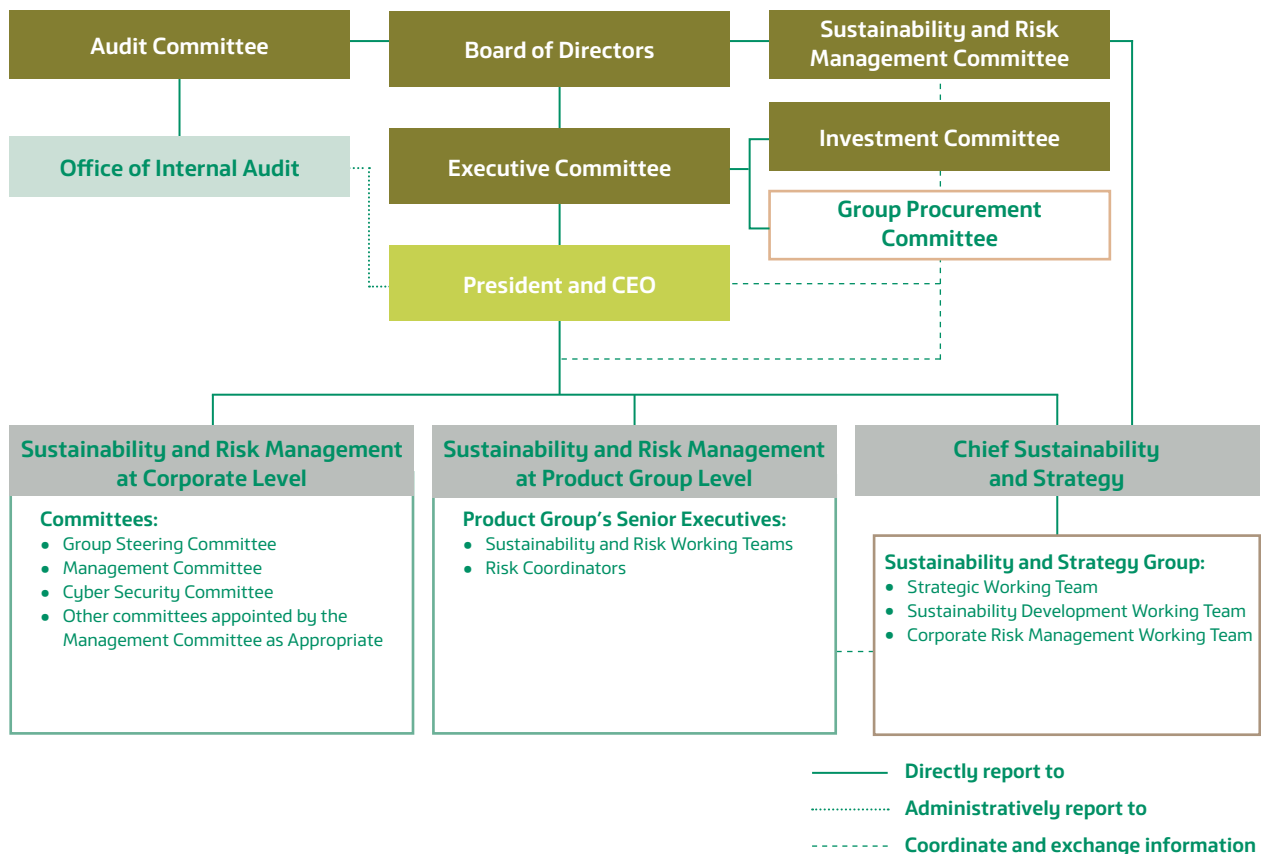 Audit Committee
Board of Directors
Sustainability and Risk
Management Committee
Office of Internal Audit
Executive Committee
Investment Committee
Group Procurement
Committee
President and CEO
Sustainability and Risk Management
at Corporate Level
Committees:
• Group Steering Committee
• Management Committee
• Cyber Security Committee
• Other committees appointed by the
Management Committee as Appropriate
Sustainability and Risk Management
at Product Group Level
Product Group's Senior Executives:
• Sustainability and Risk Working Teams
• Risk Coordinators
Chief Sustainability
and Strategy
Sustainability and Strategy Group:
• Strategic Working Team
• Sustainability Development Working Team
• Corporate Risk Management Working Team
Directly report to
Administratively report to
Coordinate and exchange information